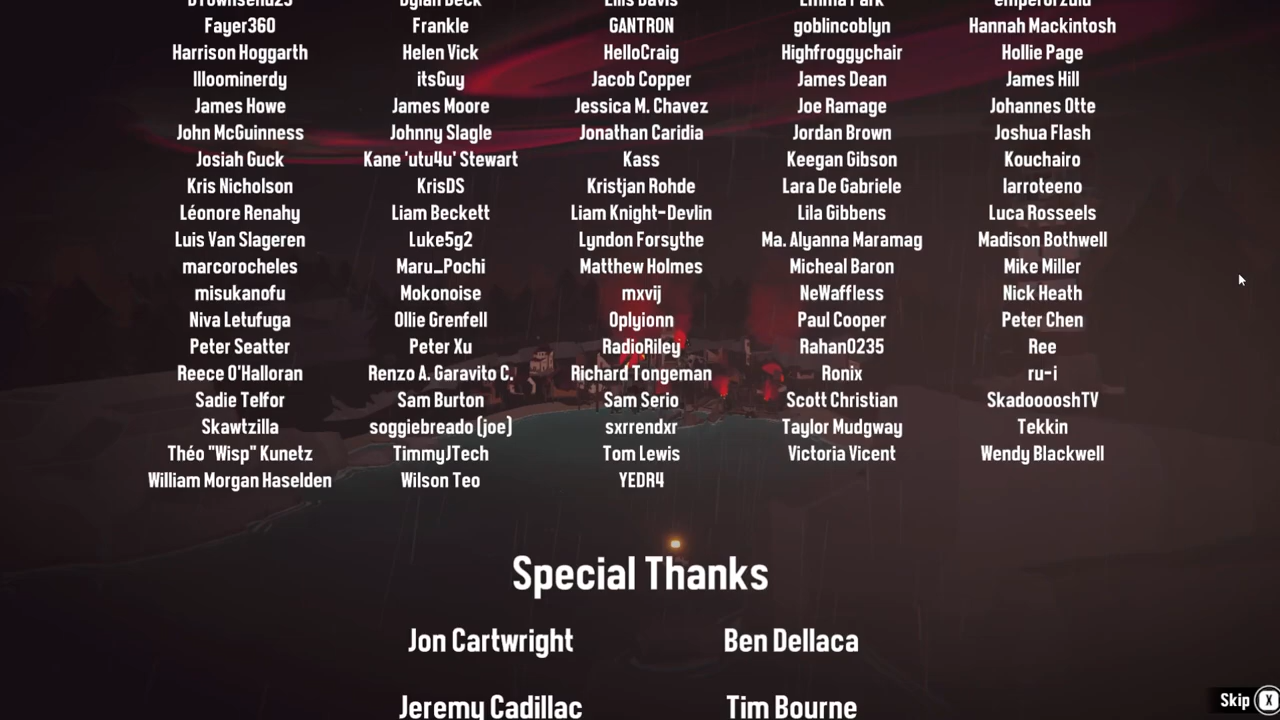 Fayer360 Frankle GANTRON goblincoblyn Hannah Mackintosh
Harrison Hoggarth Helen Vick HelloCraig Highfroggychair Hollie Page
Illoominerdy itsGuy Jacob Copper James Dean James Hill
James Howe James Moore Jessica M. Chavez Joe Ramage Johannes Otte
John McGuinness Johnny Slagle Jonathan Caridia Jordan Brown Joshua Flash
Josiah Guck Kane 'utu4u' Stewart Kass Keegan Gibson Kouchairo
Kris Nicholson KrisDS Kristjan Rohde Lara De Gabriele larroteeno
Léonore Renahy Liam Beckett Liam Knight-Devlin Lila Gibbens Luca Rosseels
Luis Van Slageren Luke5g2 Lyndon Forsythe Ma. Alyanna Maramag Madison Bothwell
marcorocheles Maru_Pochi Matthew Holmes Micheal Baron Mike Miller
misukanofu Mokonoise mxvij NeWaffless Nick Heath
Niva Letufuga Ollie Grenfell Oplyionn Paul Cooper Peter Chen
Peter Seatter Peter Xu RadioRiley Rahan0235 Ree
Reece O'Halloran Renzo A. Garavito C. Richard Tongeman Ronix ru-i
Sadie Telfor Sam Burton Sam Serio Scott Christian SkadooooshTV
Skawtzilla soggiebreado (joe) sxrrendxr Taylor Mudgway Tekkin
Théo "Wisp" Kunetz TimmyJTech Tom Lewis Victoria Vicent Wendy Blackwell
William Morgan Haselden Wilson Teo YEDR4
Special Thanks
Jon Cartwright Ben Dellaca
Jeremy Cadillac Tim Bourne
Skip X